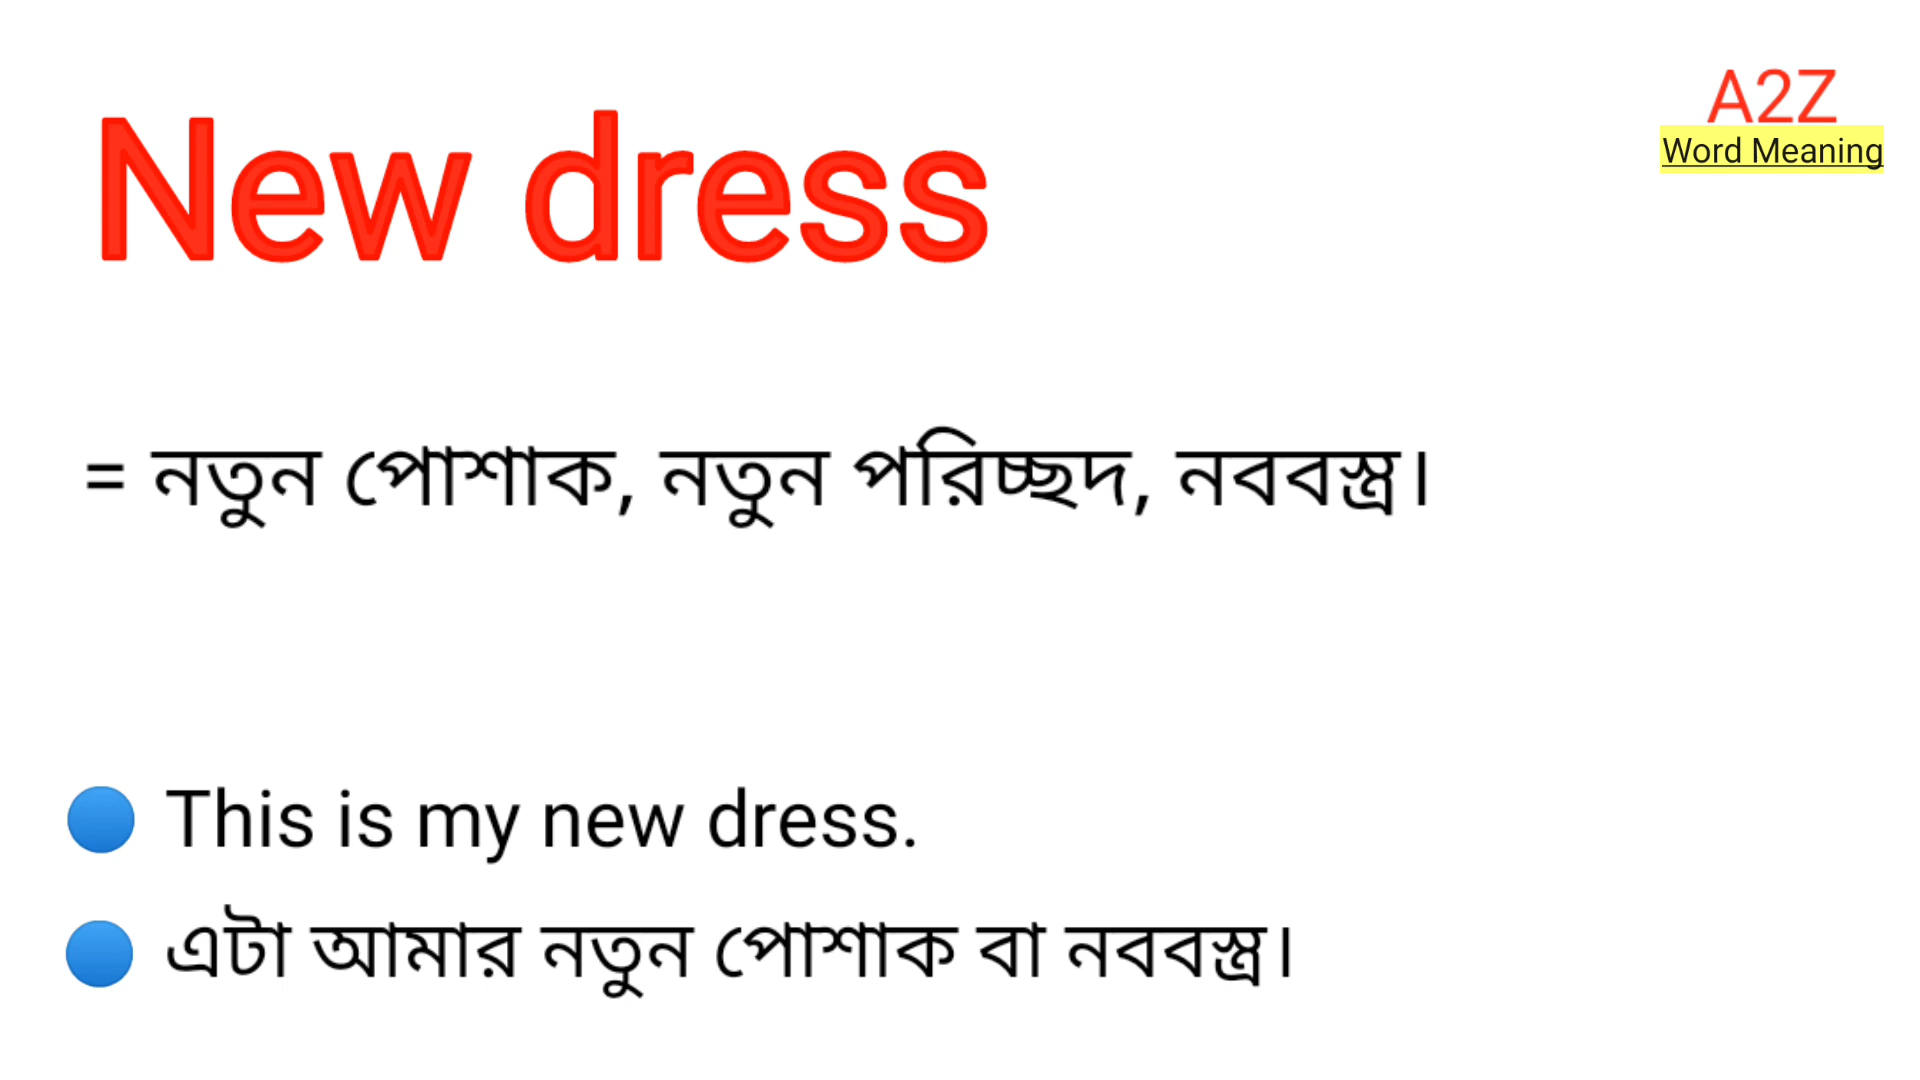 A2Z
Word Meaning
New dress
= নতুন পোশাক, নতুন পরিচ্ছদ, নববস্ত্র।
This is my new dress.
এটা আমার নতুন পোশাক বা নববস্ত্র।